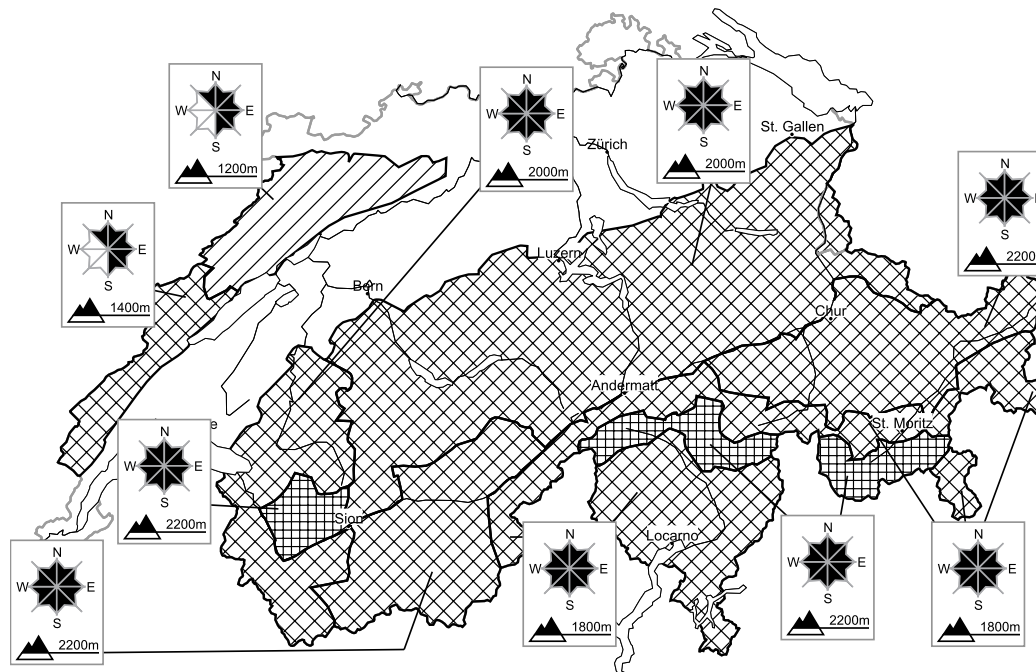 N
W E
S
1200m
N
W E
S
2000m
N
W E
S
2000m
St. Gallen
Zürich
N
W
S
2200
N
W E
S
1400m
Luzern
Bern
Chur
Andermatt
St. Moritz
e
N
W E
S
2200m
Sion
Locarno
N
W E
S
2200m
N
W E
S
1800m
N
W E
S
2200m
N
W E
S
1800m